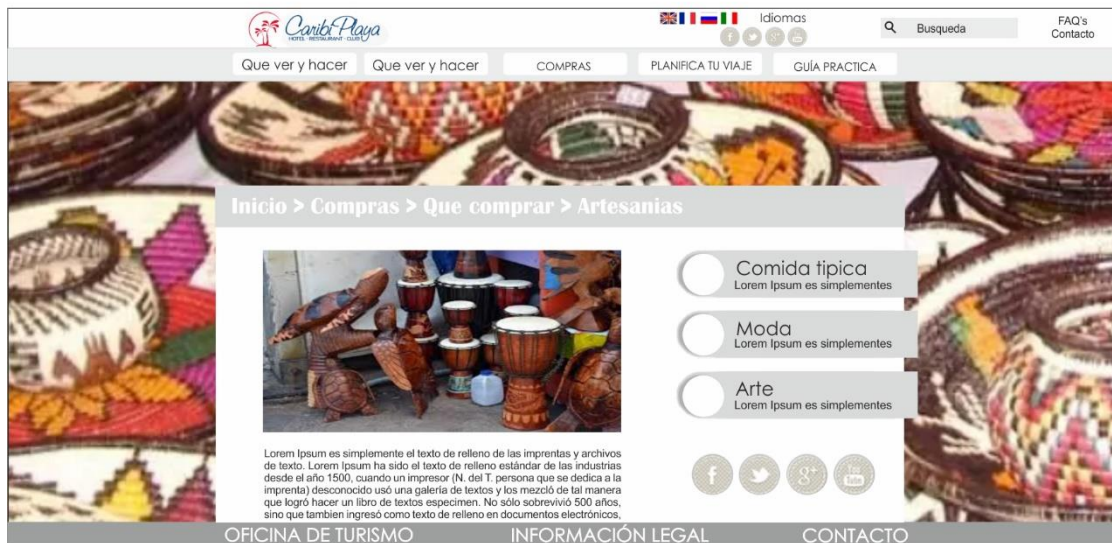 Caribi Playa
HOTEL - RESTAURANT - CLUB
Idiomas
Busqueda
FAQ's
Contacto
Que ver y hacer
Que ver y hacer
COMPRAS
PLANIFICA TU VIAJE
GUÍA PRACTICA
Inicio > Compras > Que comprar > Artesanias
Comida tipica
Lorem Ipsum es simplementes
Moda
Lorem Ipsum es simplementes
Arte
Lorem Ipsum es simplementes
Lorem Ipsum es simplemente el texto de relleno de las imprentas y archivos
de texto. Lorem Ipsum ha sido el texto de relleno estándar de las industrias
desde el año 1500, cuando un impresor (N. del T. persona que se dedica a la
imprenta) desconocido usó una galería de textos y los mezcló de tal manera
que logró hacer un libro de textos especimen. No sólo sobrevivió 500 años,
sino que tambien ingresó como texto de relleno en documentos electrónicos,
f
g+
You
Tube
OFICINA DE TURISMO
INFORMACIÓN LEGAL
CONTACTO